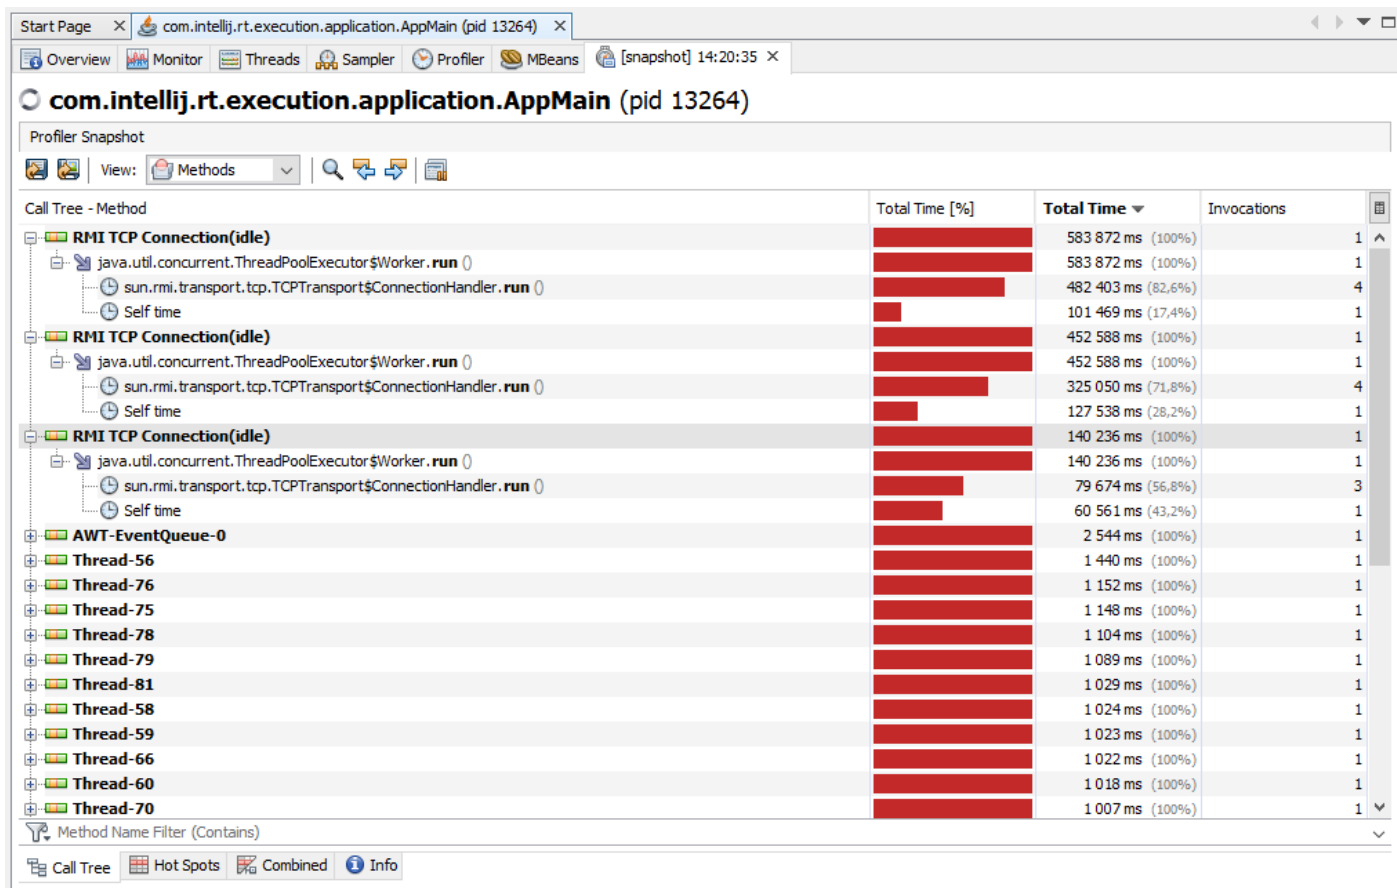 Start Page com.intellij.rt.execution.application.AppMain (pid 13264)
Overview Monitor Threads Sampler Profiler MBeans [snapshot] 14:20:35
com.intellij.rt.execution.application.AppMain (pid 13264)
Profiler Snapshot
View: Methods
Call Tree - Method Total Time [%] Total Time Invocations
RMI TCP Connection(idle) 583 872 ms (100%) 1
java.util.concurrent.ThreadPoolExecutor$Worker.run () 583 872 ms (100%) 1
sun.rmi.transport.tcp.TCPTransport$ConnectionHandler.run () 482 403 ms (82,6%) 4
Self time 101 469 ms (17,4%) 1
RMI TCP Connection(idle) 452 588 ms (100%) 1
java.util.concurrent.ThreadPoolExecutor$Worker.run () 452 588 ms (100%) 1
sun.rmi.transport.tcp.TCPTransport$ConnectionHandler.run () 325 050 ms (71,8%) 4
Self time 127 538 ms (28,2%) 1
RMI TCP Connection(idle) 140 236 ms (100%) 1
java.util.concurrent.ThreadPoolExecutor$Worker.run () 140 236 ms (100%) 1
sun.rmi.transport.tcp.TCPTransport$ConnectionHandler.run () 79 674 ms (56,8%) 3
Self time 60 561 ms (43,2%) 1
AWT-EventQueue-0 2 544 ms (100%) 1
Thread-56 1 440 ms (100%) 1
Thread-76 1 152 ms (100%) 1
Thread-75 1 148 ms (100%) 1
Thread-78 1 104 ms (100%) 1
Thread-79 1 089 ms (100%) 1
Thread-81 1 029 ms (100%) 1
Thread-58 1 024 ms (100%) 1
Thread-59 1 023 ms (100%) 1
Thread-66 1 022 ms (100%) 1
Thread-60 1 018 ms (100%) 1
Thread-70 1 007 ms (100%) 1
Method Name Filter (Contains)
Call Tree Hot Spots Combined Info